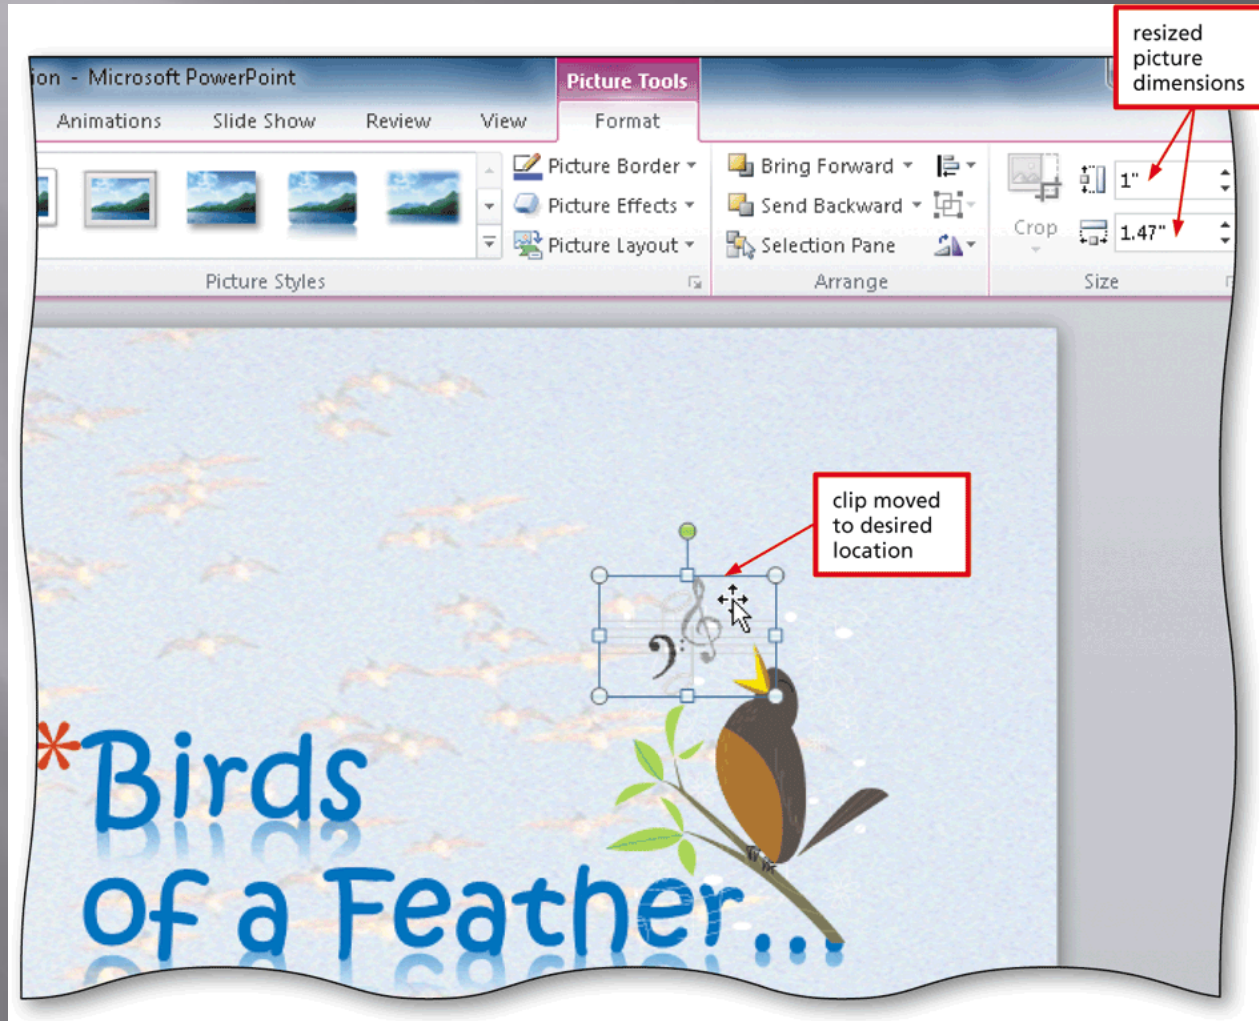 resized
picture
dimensions
ion - Microsoft PowerPoint
Picture Tools
Animations Slide Show Review View Format
Picture Border Bring Forward 1"
Picture Effects Send Backward
Picture Layout Selection Pane Crop 1.47"
Picture Styles Arrange Size
clip moved
to desired
location
*Birds
of a Feather...